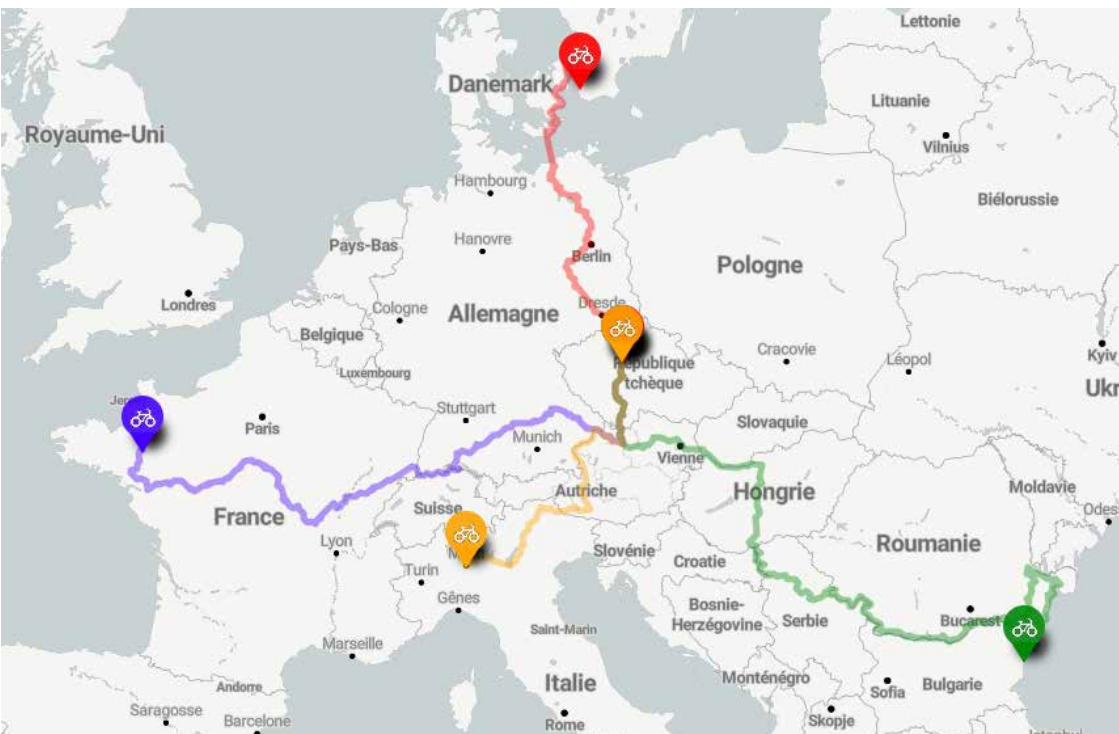 Lettonie
Danemark
Lituanie
Royaume-Uni
Vilnius
Hambourg
Biélorussie
Hanovre
Pays-Bas
Berlin
Pologne
Londres
Cologne
Dresde
Allemagne
Belgique
Cracovie
Léopol
Kyiv
République
tchèque
Luxembourg
Ukr
Stuttgart
Slovaquie
Paris
Munich
Vienne
Moldavie
Autriche
Hongrie
Suisse
Odes
France
Lyon
Roumanie
Slovénie
Croatie
Turin
Gênes
Bosnie-
Herzégovine
Serbie
Bucarest
Saint-Marin
Marseille
Monténégro
Italie
Andorre
Sofia
Bulgarie
Saragosse
Barcelone
Rome
Skopje